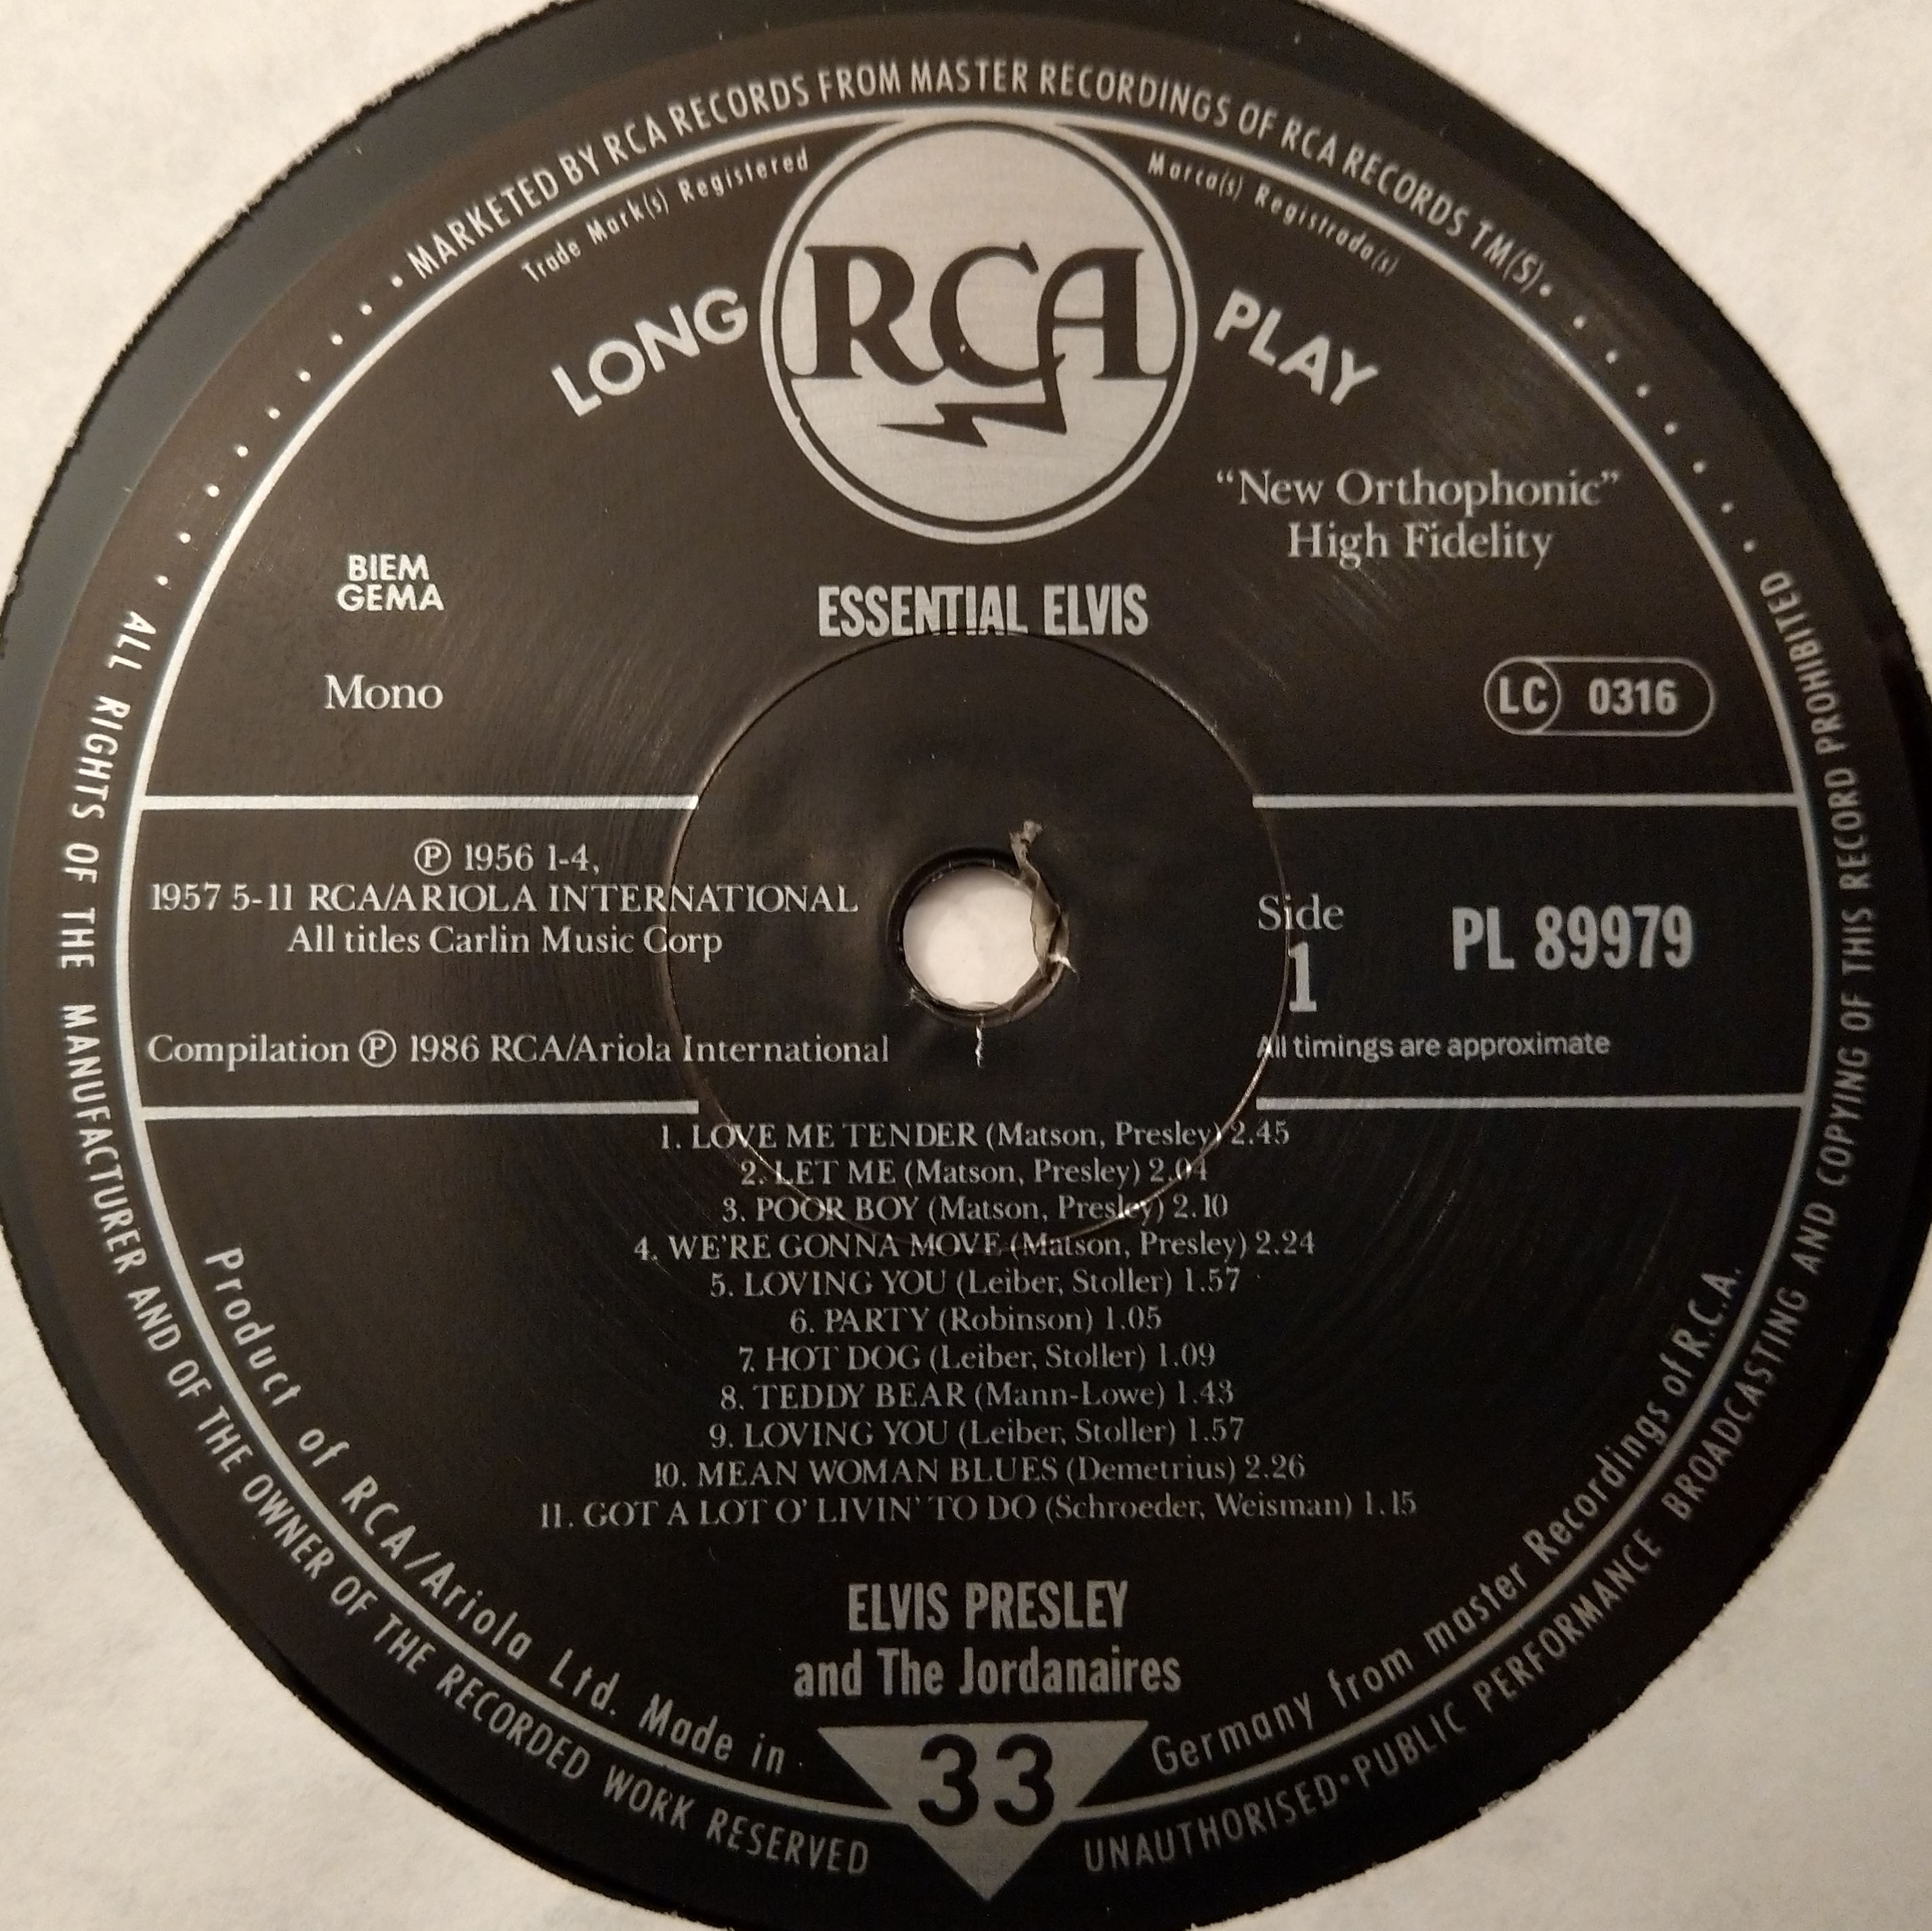 • MARKETED BY RCA RECORDS FROM MASTER RECORDINGS OF RCA RECORDS TM(S) •
Trade Mark(s) Registered
Marca(s) Registrada(s)
LONG
RCA
PLAY
"New Orthophonic"
High Fidelity
BIEM
GEMA
ESSENTIAL ELVIS
Mono
LC 0316
℗ 1956 1-4,
1957 5-11 RCA/ARIOLA INTERNATIONAL
All titles Carlin Music Corp
Compilation ℗ 1986 RCA/Ariola International
Side
1
PL 89979
All timings are approximate
1. LOVE ME TENDER (Matson, Presley) 2.45
2. LET ME (Matson, Presley) 2.04
3. POOR BOY (Matson, Presley) 2.10
4. WE'RE GONNA MOVE (Matson, Presley) 2.24
5. LOVING YOU (Leiber, Stoller) 1.57
6. PARTY (Robinson) 1.05
7. HOT DOG (Leiber, Stoller) 1.09
8. TEDDY BEAR (Mann-Lowe) 1.43
9. LOVING YOU (Leiber, Stoller) 1.57
10. MEAN WOMAN BLUES (Demetrius) 2.26
11. GOT A LOT O' LIVIN' TO DO (Schroeder, Weisman) 1.15
ELVIS PRESLEY
and The Jordanaires
33
Product of RCA/Ariola Ltd. Made in Germany from master Recordings of R.C.A.
ALL RIGHTS OF THE MANUFACTURER AND OF THE OWNER OF THE RECORDED WORK RESERVED
UNAUTHORISED • PUBLIC PERFORMANCE BROADCASTING AND COPYING OF THIS RECORD PROHIBITED